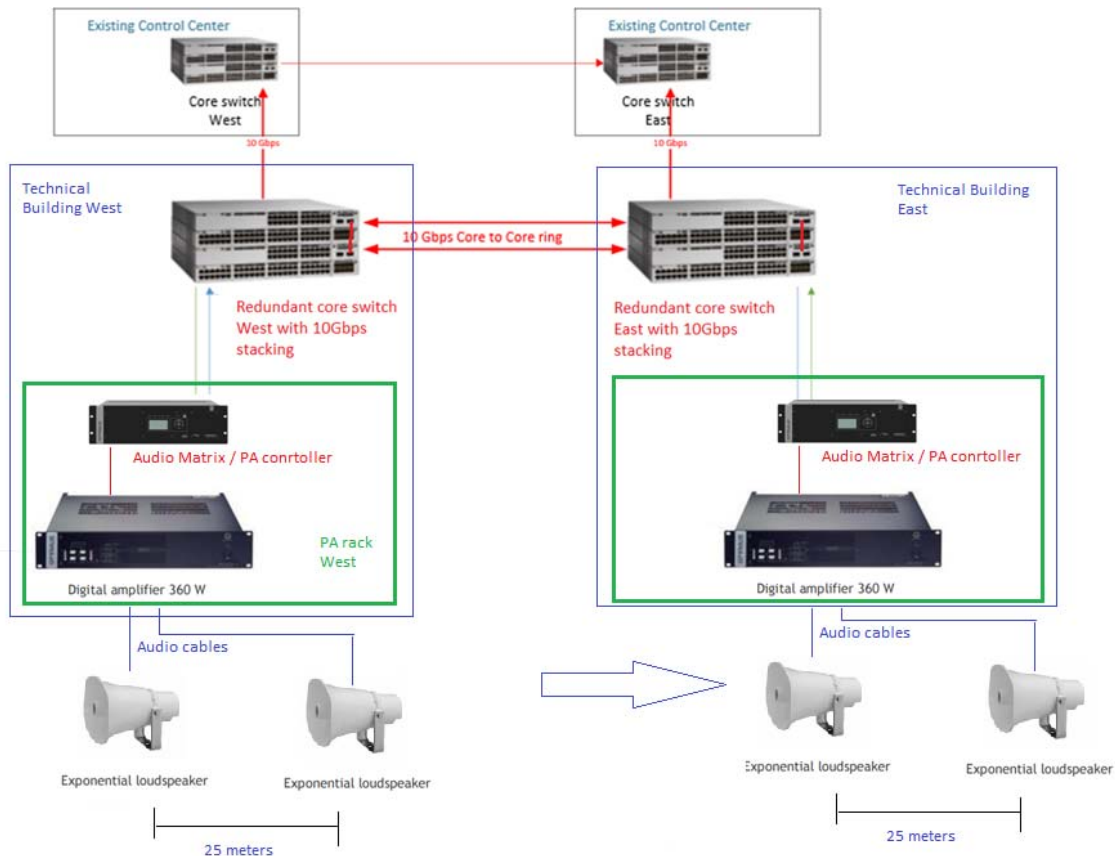 Existing Control Center
Existing Control Center
Core switch
West
Core switch
East
10 Gbps
10 Gbps
Technical
Building West
Technical Building
East
10 Gbps Core to Core ring
Redundant core switch
West with 10Gbps
stacking
Redundant core switch
East with 10Gbps
stacking
Audio Matrix / PA conrtoller
Audio Matrix / PA conrtoller
PA rack
West
Digital amplifier 360 W
Digital amplifier 360 W
Audio cables
Audio cables
Exponential loudspeaker
Exponential loudspeaker
Exponential loudspeaker
Exponential loudspeaker
25 meters
25 meters